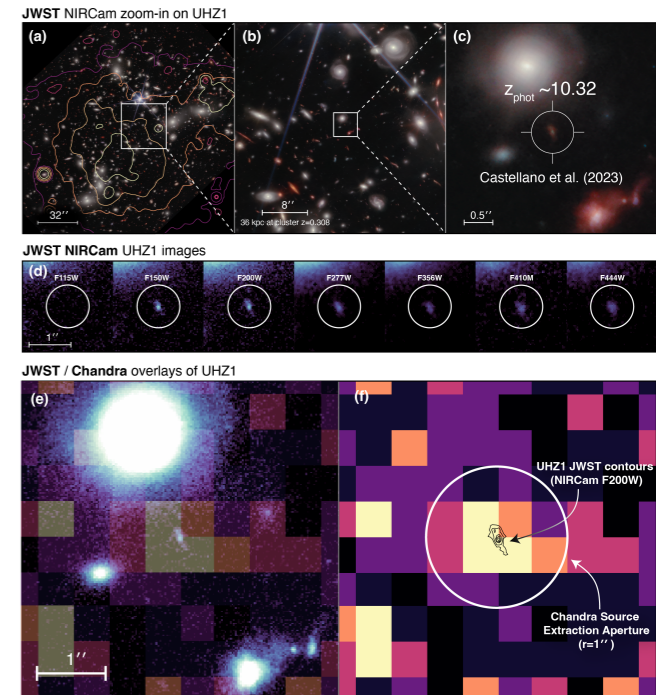 JWST NIRCam zoom-in on UHZ1
(a)
32′′
(b)
8′′
36 kpc at cluster z=0.308
(c)
zphot ~10.32
Castellano et al. (2023)
0.5′′
JWST NIRCam UHZ1 images
(d)
F115W
F150W
F200W
F277W
F356W
F410M
F444W
1′′
JWST / Chandra overlays of UHZ1
(e)
1′′
(f)
UHZ1 JWST contours
(NIRCam F200W)
Chandra Source
Extraction Aperture
(r=1′′ )